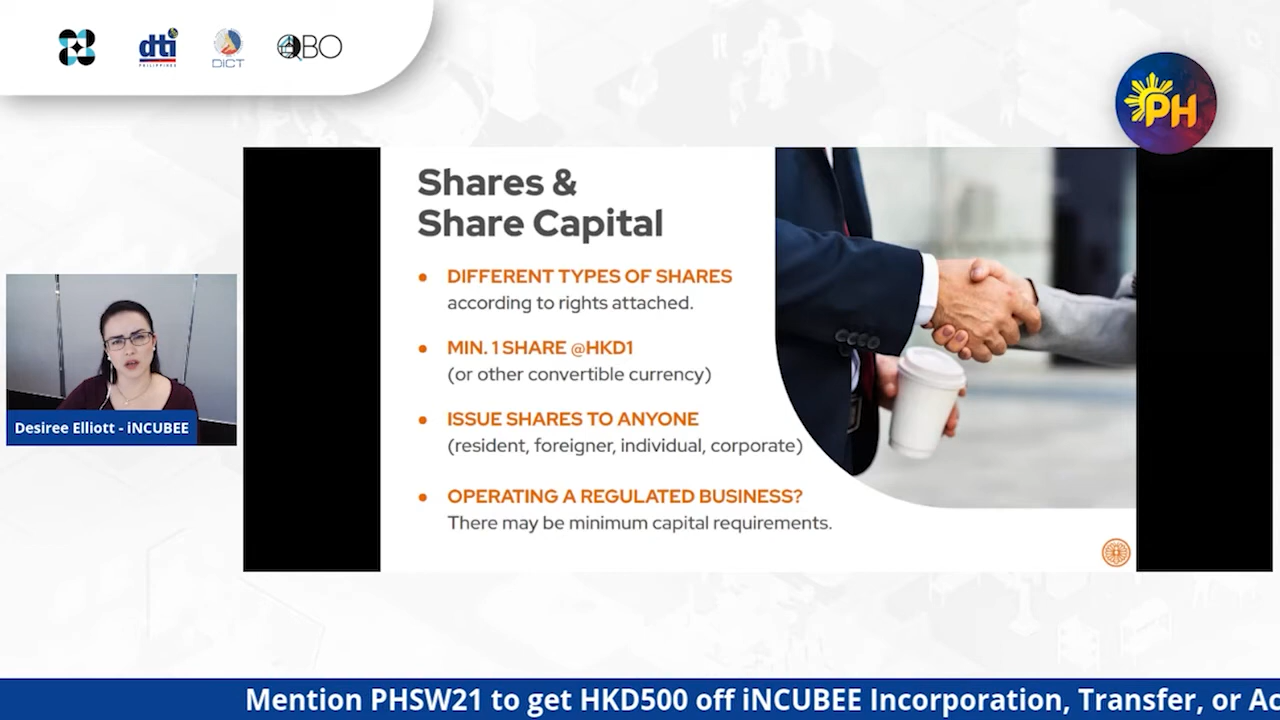 dti
PHILIPPINES
DICT
QBO
PH
Shares &
Share Capital
• DIFFERENT TYPES OF SHARES
according to rights attached.
• MIN. 1 SHARE @HKD1
(or other convertible currency)
• ISSUE SHARES TO ANYONE
(resident, foreigner, individual, corporate)
• OPERATING A REGULATED BUSINESS?
There may be minimum capital requirements.
Desiree Elliott - iNCUBEE
Mention PHSW21 to get HKD500 off iNCUBEE Incorporation, Transfer, or Ac